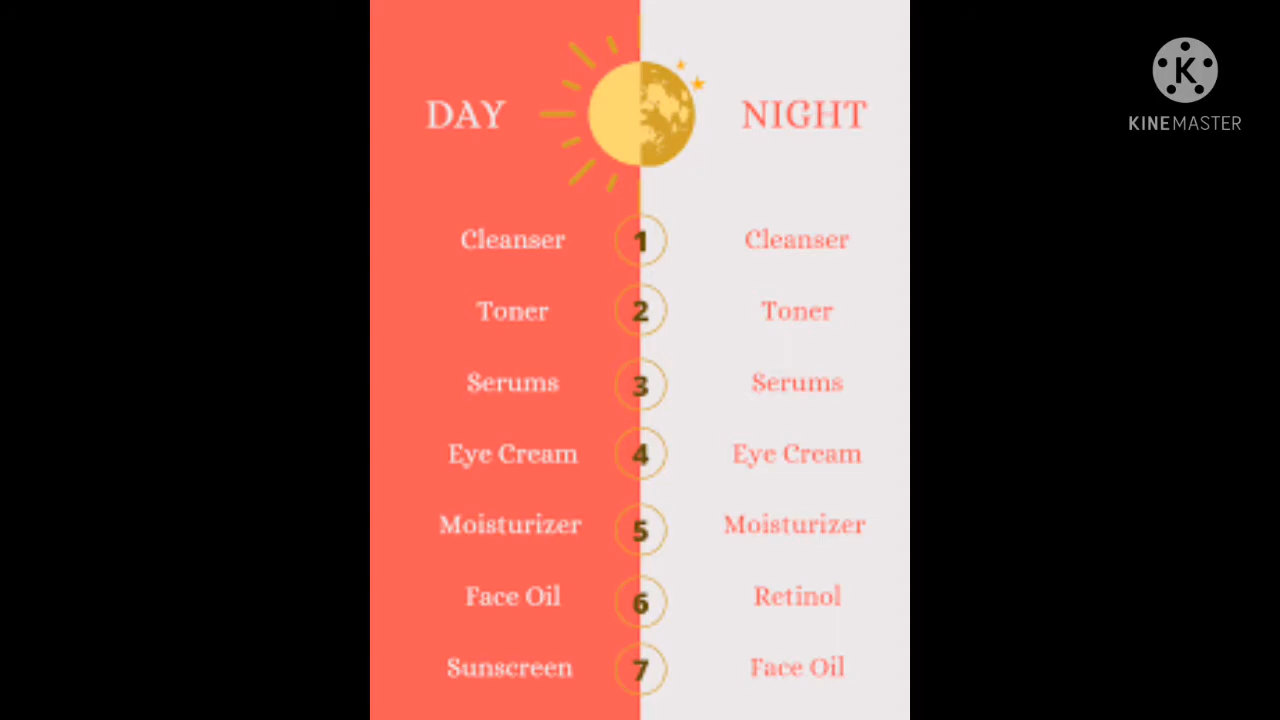 DAY
NIGHT
Cleanser 1 Cleanser
Toner 2 Toner
Serums 3 Serums
Eye Cream 4 Eye Cream
Moisturizer 5 Moisturizer
Face Oil 6 Retinol
Sunscreen 7 Face Oil
K
KINEMASTER